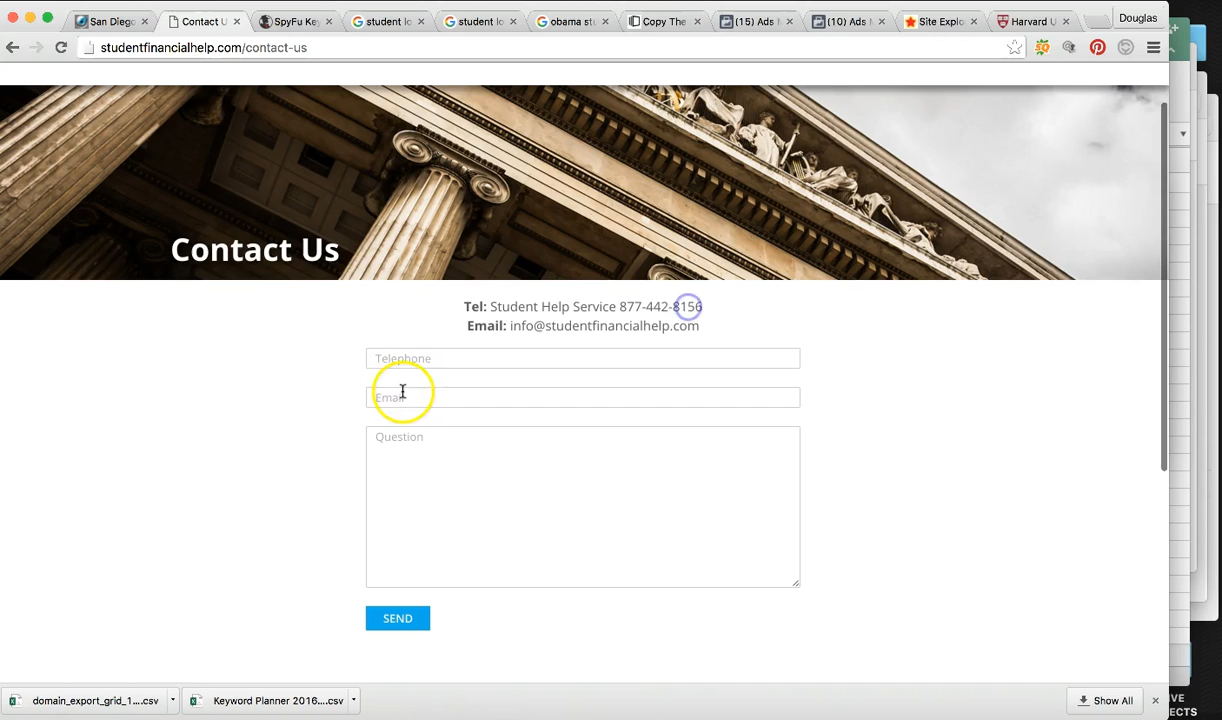 San Diego
Contact U
SpyFu Key
student lo
student lo
obama stu
Copy The
(15) Ads M
(10) Ads M
Site Explo
Harvard U
Douglas
studentfinancialhelp.com/contact-us
Contact Us
Tel: Student Help Service 877-442-8156
Email: info@studentfinancialhelp.com
Telephone
Email
Question
SEND
domain_export_grid_1....csv
Keyword Planner 2016....csv
Show All
VE
ECTS